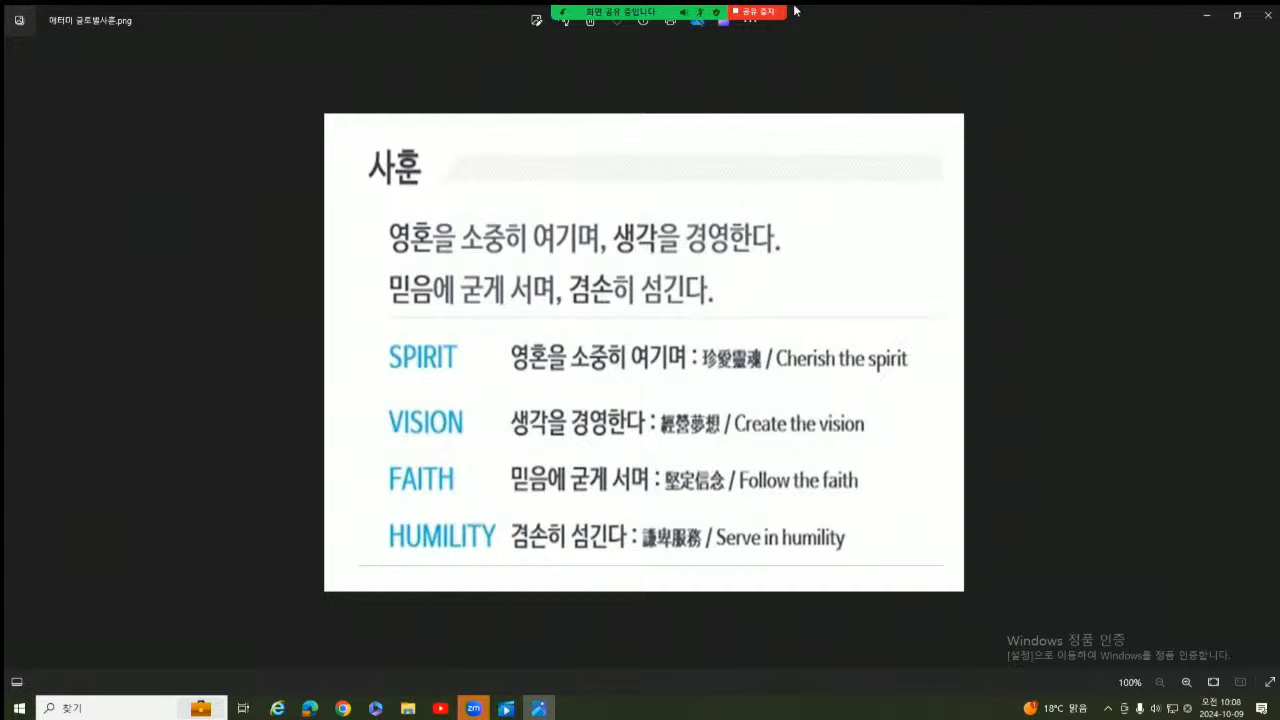 애터미 글로벌사훈.png
화면 공유 중입니다
공유 중지
사훈
영혼을 소중히 여기며, 생각을 경영한다.
믿음에 굳게 서며, 겸손히 섬긴다.
SPIRIT 영혼을 소중히 여기며 : 珍愛靈魂 / Cherish the spirit
VISION 생각을 경영한다 : 經營夢想 / Create the vision
FAITH 믿음에 굳게 서며 : 堅定信念 / Follow the faith
HUMILITY 겸손히 섬긴다 : 謙卑服務 / Serve in humility
Windows 정품 인증
[설정]으로 이동하여 Windows를 정품 인증합니다.
100%
찾기
zm
18°C 맑음
오전 10:08
2024-10-09